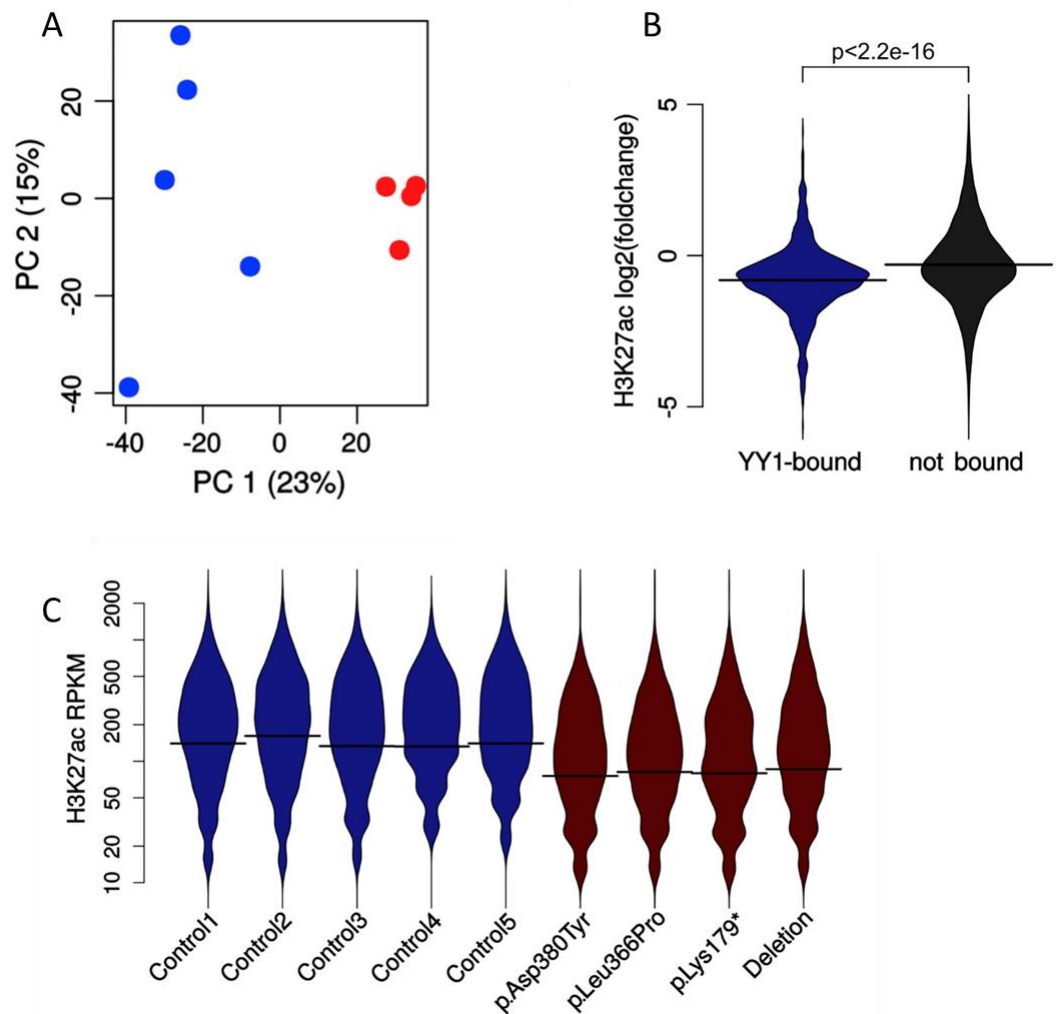 A
20
0
-20
-40
PC 2 (15%)
-40 -20 0 20
PC 1 (23%)
B
p<2.2e-16
5
0
-5
H3K27ac log2(foldchange)
YY1-bound not bound
C
2000
500
200
50
20
10
H3K27ac RPKM
Control1
Control2
Control3
Control4
Control5
p.Asp380Tyr
p.Leu366Pro
p.Lys179*
Deletion